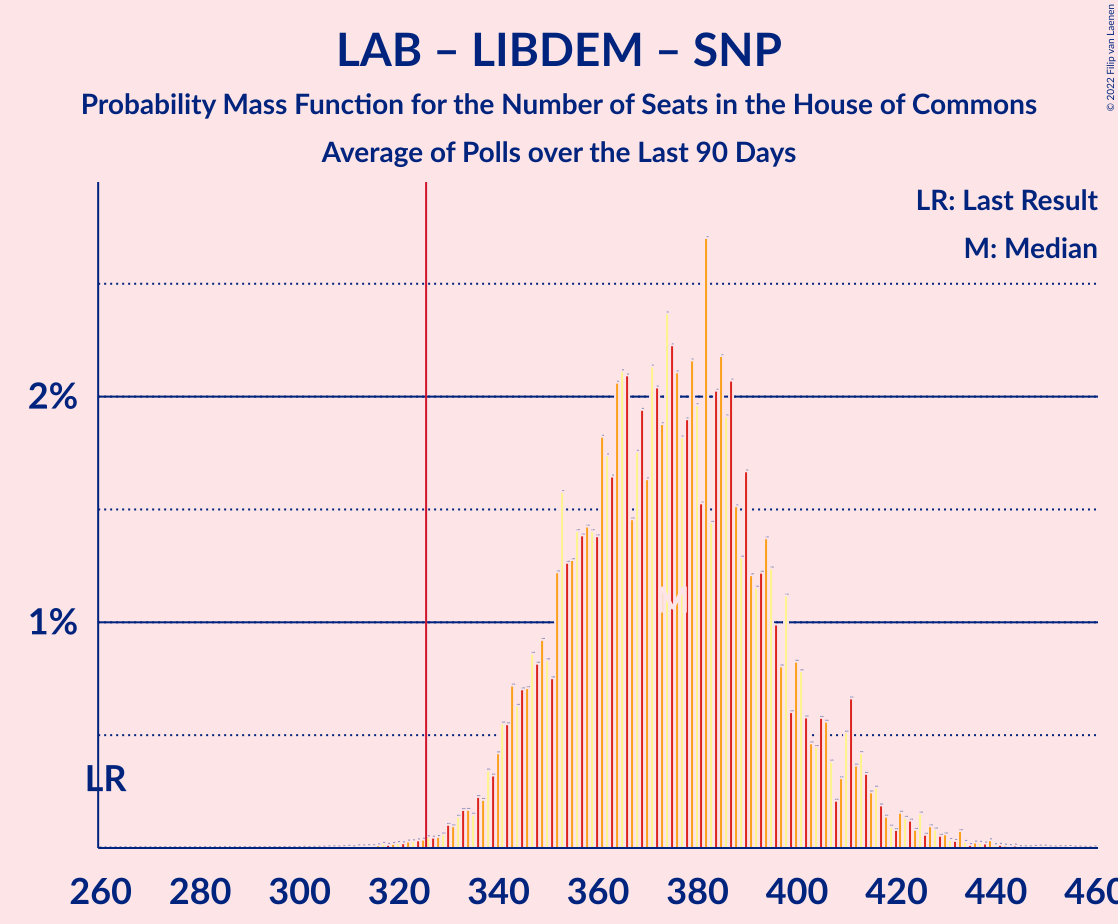 LAB – LIBDEM – SNP
Probability Mass Function for the Number of Seats in the House of Commons
Average of Polls over the Last 90 Days
© 2022 Filip van Laenen
LR: Last Result
M: Median
2%
1%
M
LR
260 280 300 320 340 360 380 400 420 440 460